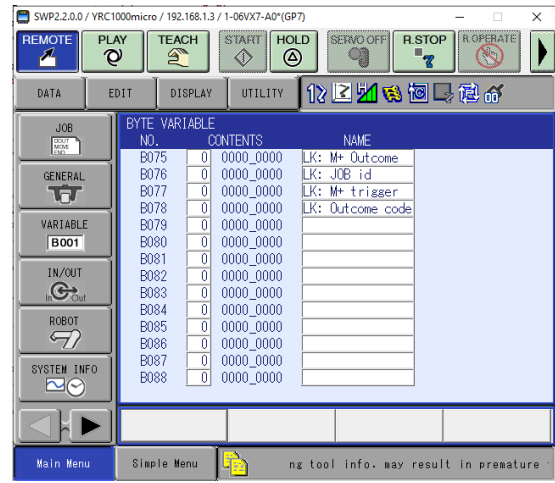 SWP2.2.0.0 / YRC1000micro / 192.168.1.3 / 1-06VX7-A0*(GP7)
REMOTE PLAY TEACH START HOLD SERVO OFF R.STOP R.OPERATE
DATA EDIT DISPLAY UTILITY
JOB
DOUT
MOVE
END
GENERAL
VARIABLE
B001
IN/OUT
In Out
ROBOT
SYSTEM INFO
BYTE VARIABLE
NO. CONTENTS NAME
B075 0 0000_0000 LK: M+ Outcome
B076 0 0000_0000 LK: JOB id
B077 0 0000_0000 LK: M+ trigger
B078 0 0000_0000 LK: Outcome code
B079 0 0000_0000
B080 0 0000_0000
B081 0 0000_0000
B082 0 0000_0000
B083 0 0000_0000
B084 0 0000_0000
B085 0 0000_0000
B086 0 0000_0000
B087 0 0000_0000
B088 0 0000_0000
Main Menu Simple Menu ng tool info. may result in premature